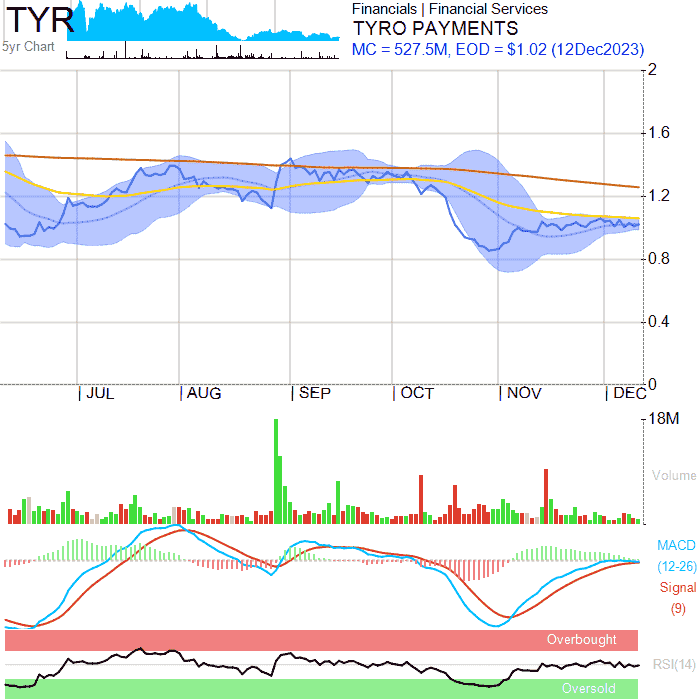 TYR
5yr Chart
Financials | Financial Services
TYRO PAYMENTS
MC = 527.5M, EOD = $1.02 (12Dec2023)
2
1.6
1.2
0.8
0.4
0
JUL AUG SEP OCT NOV DEC
18M
Volume
MACD
(12-26)
Signal
(9)
Overbought
RSI(14)
Oversold